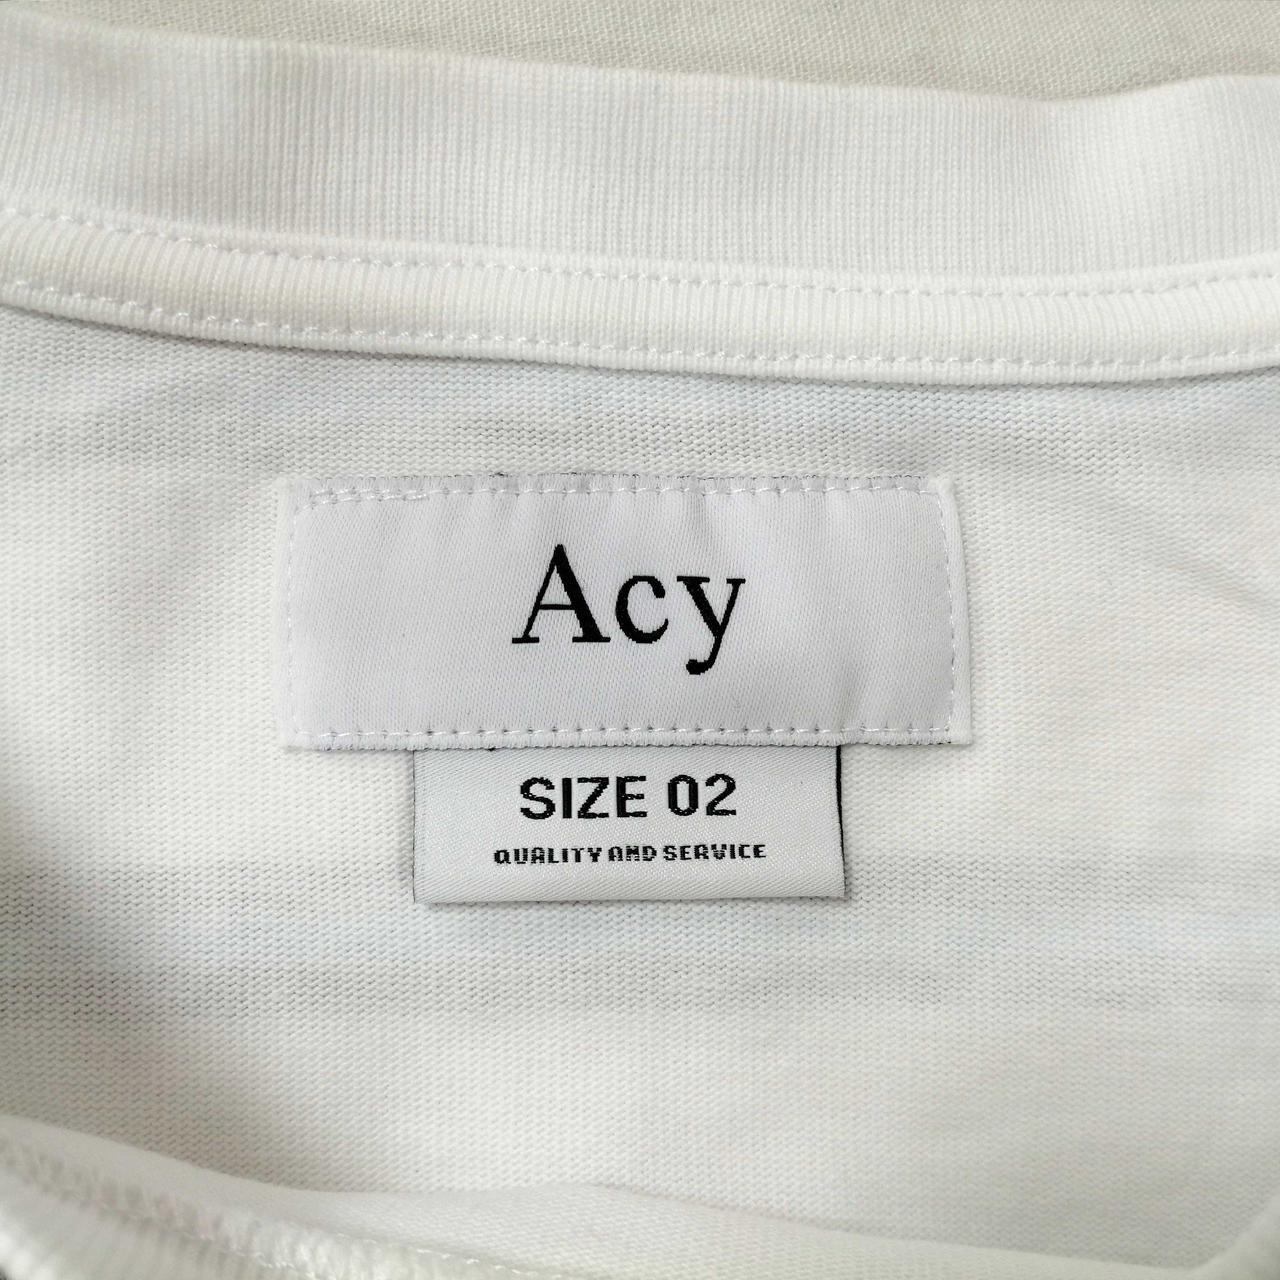 Acy
SIZE 02
QUALITY AND SERVICE